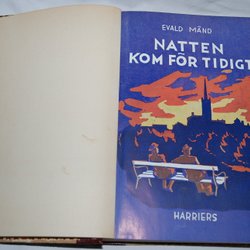 EVALD MÄND
NATTEN
KOM FÖR TIDIGT
HARRIERS